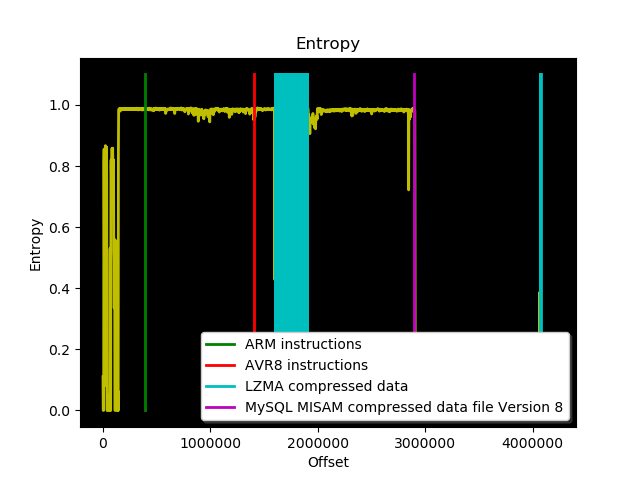 Entropy
1.0
0.8
0.6
0.4
0.2
0.0
Entropy
ARM instructions
AVR8 instructions
LZMA compressed data
MySQL MISAM compressed data file Version 8
0 1000000 2000000 3000000 4000000
Offset